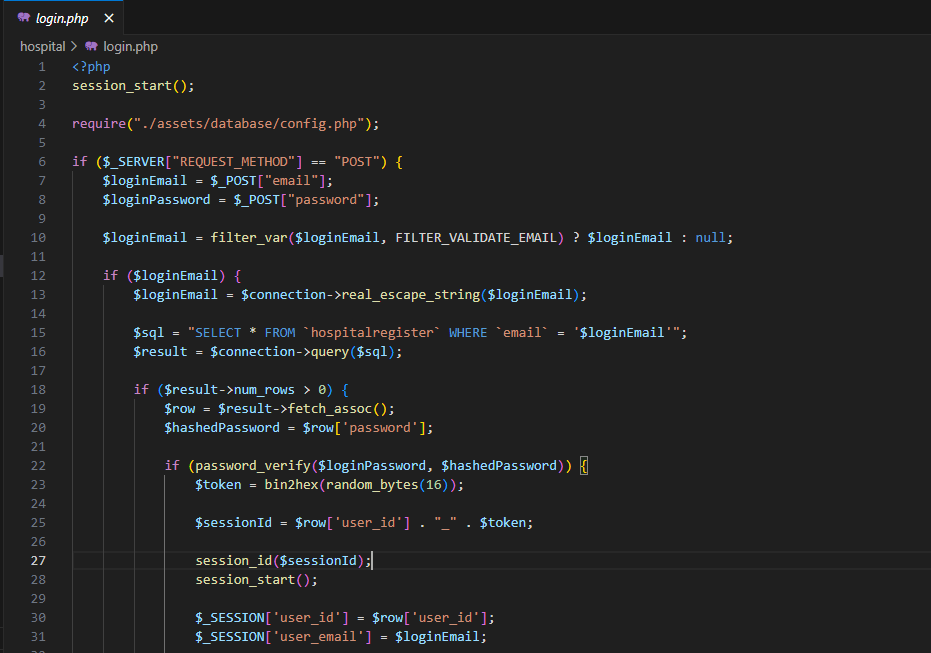 login.php ×
hospital > login.php
1 <?php
2 session_start();
3
4 require("./assets/database/config.php");
5
6 if ($_SERVER["REQUEST_METHOD"] == "POST") {
7     $loginEmail = $_POST["email"];
8     $loginPassword = $_POST["password"];
9
10     $loginEmail = filter_var($loginEmail, FILTER_VALIDATE_EMAIL) ? $loginEmail : null;
11
12     if ($loginEmail) {
13         $loginEmail = $connection->real_escape_string($loginEmail);
14
15         $sql = "SELECT * FROM `hospitalregister` WHERE `email` = '$loginEmail'";
16         $result = $connection->query($sql);
17
18         if ($result->num_rows > 0) {
19             $row = $result->fetch_assoc();
20             $hashedPassword = $row['password'];
21
22             if (password_verify($loginPassword, $hashedPassword)) {
23                 $token = bin2hex(random_bytes(16));
24
25                 $sessionId = $row['user_id'] . "_" . $token;
26
27                 session_id($sessionId);
28                 session_start();
29
30                 $_SESSION['user_id'] = $row['user_id'];
31                 $_SESSION['user_email'] = $loginEmail;